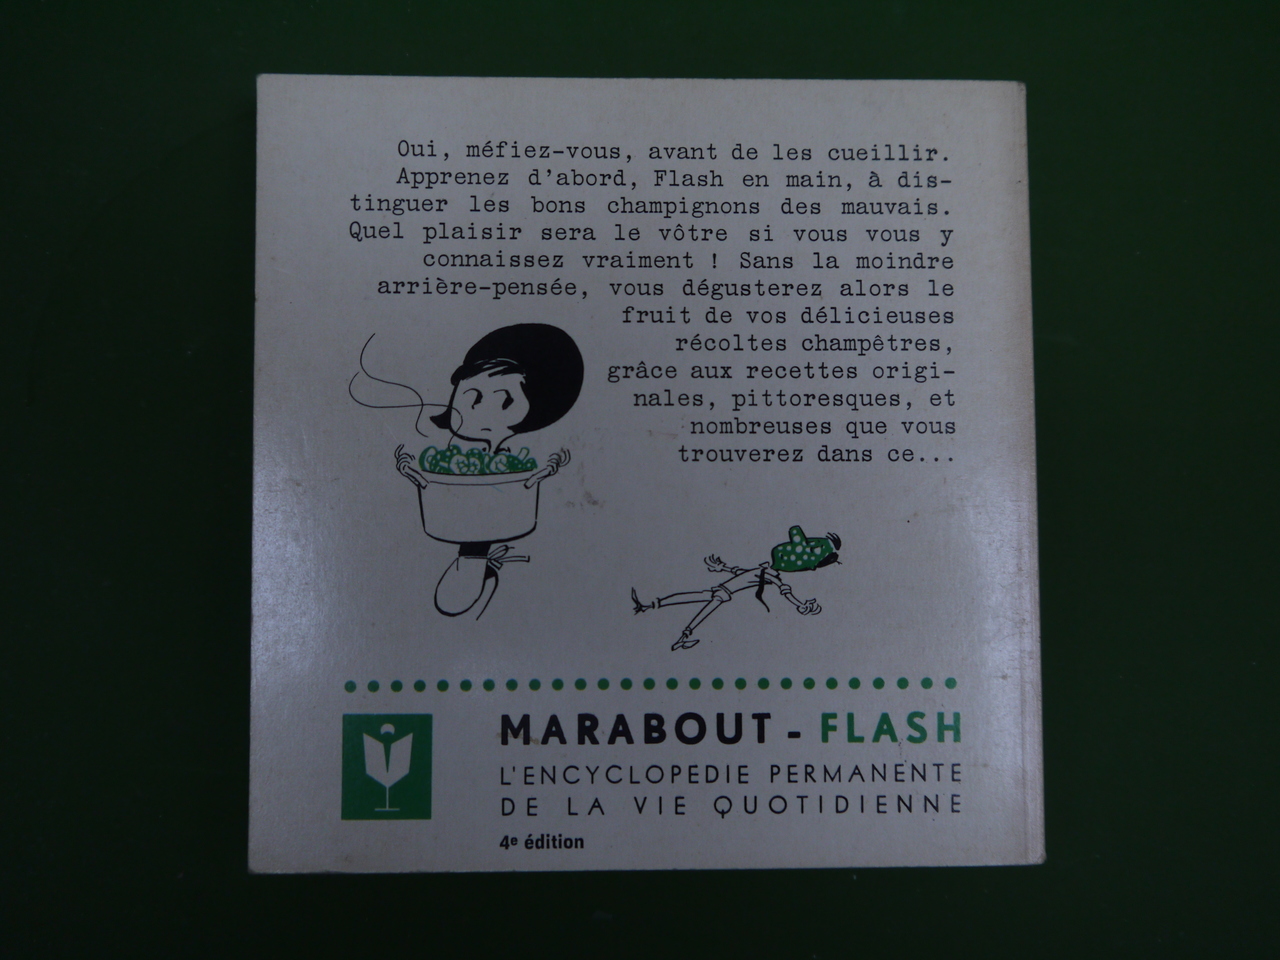 Oui, méfiez-vous, avant de les cueillir.
Apprenez d'abord, Flash en main, à dis-
tinguer les bons champignons des mauvais.
Quel plaisir sera le vôtre si vous vous y
connaissez vraiment ! Sans la moindre
arrière-pensée, vous dégusterez alors le
fruit de vos délicieuses
récoltes champêtres,
grâce aux recettes origi-
nales, pittoresques, et
nombreuses que vous
trouverez dans ce...
MARABOUT - FLASH
L'ENCYCLOPEDIE PERMANENTE
DE LA VIE QUOTIDIENNE
4e édition